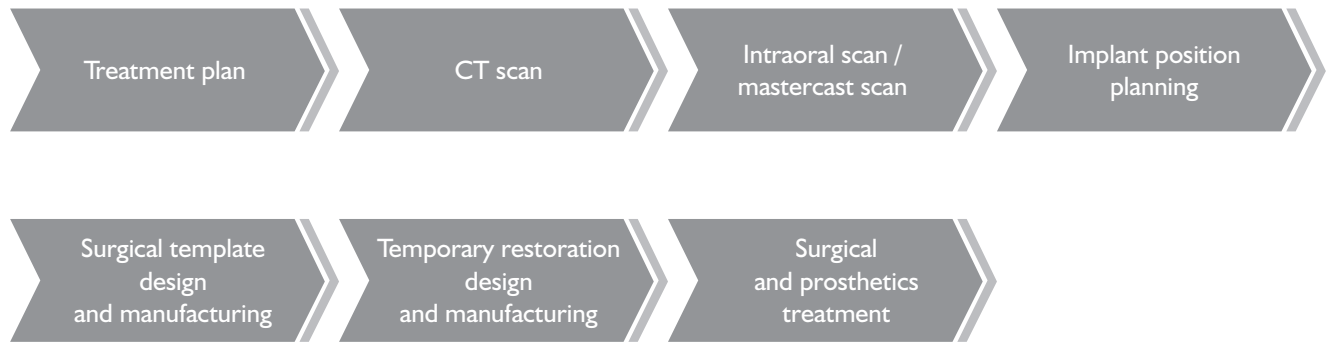 Treatment plan
CT scan
Intraoral scan /
mastercast scan
Implant position
planning
Surgical template
design
and manufacturing
Temporary restoration
design
and manufacturing
Surgical
and prosthetics
treatment